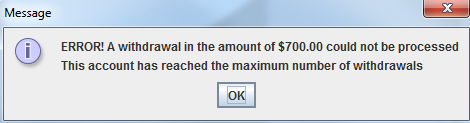 Message
ERROR! A withdrawal in the amount of $700.00 could not be processed
This account has reached the maximum number of withdrawals
OK